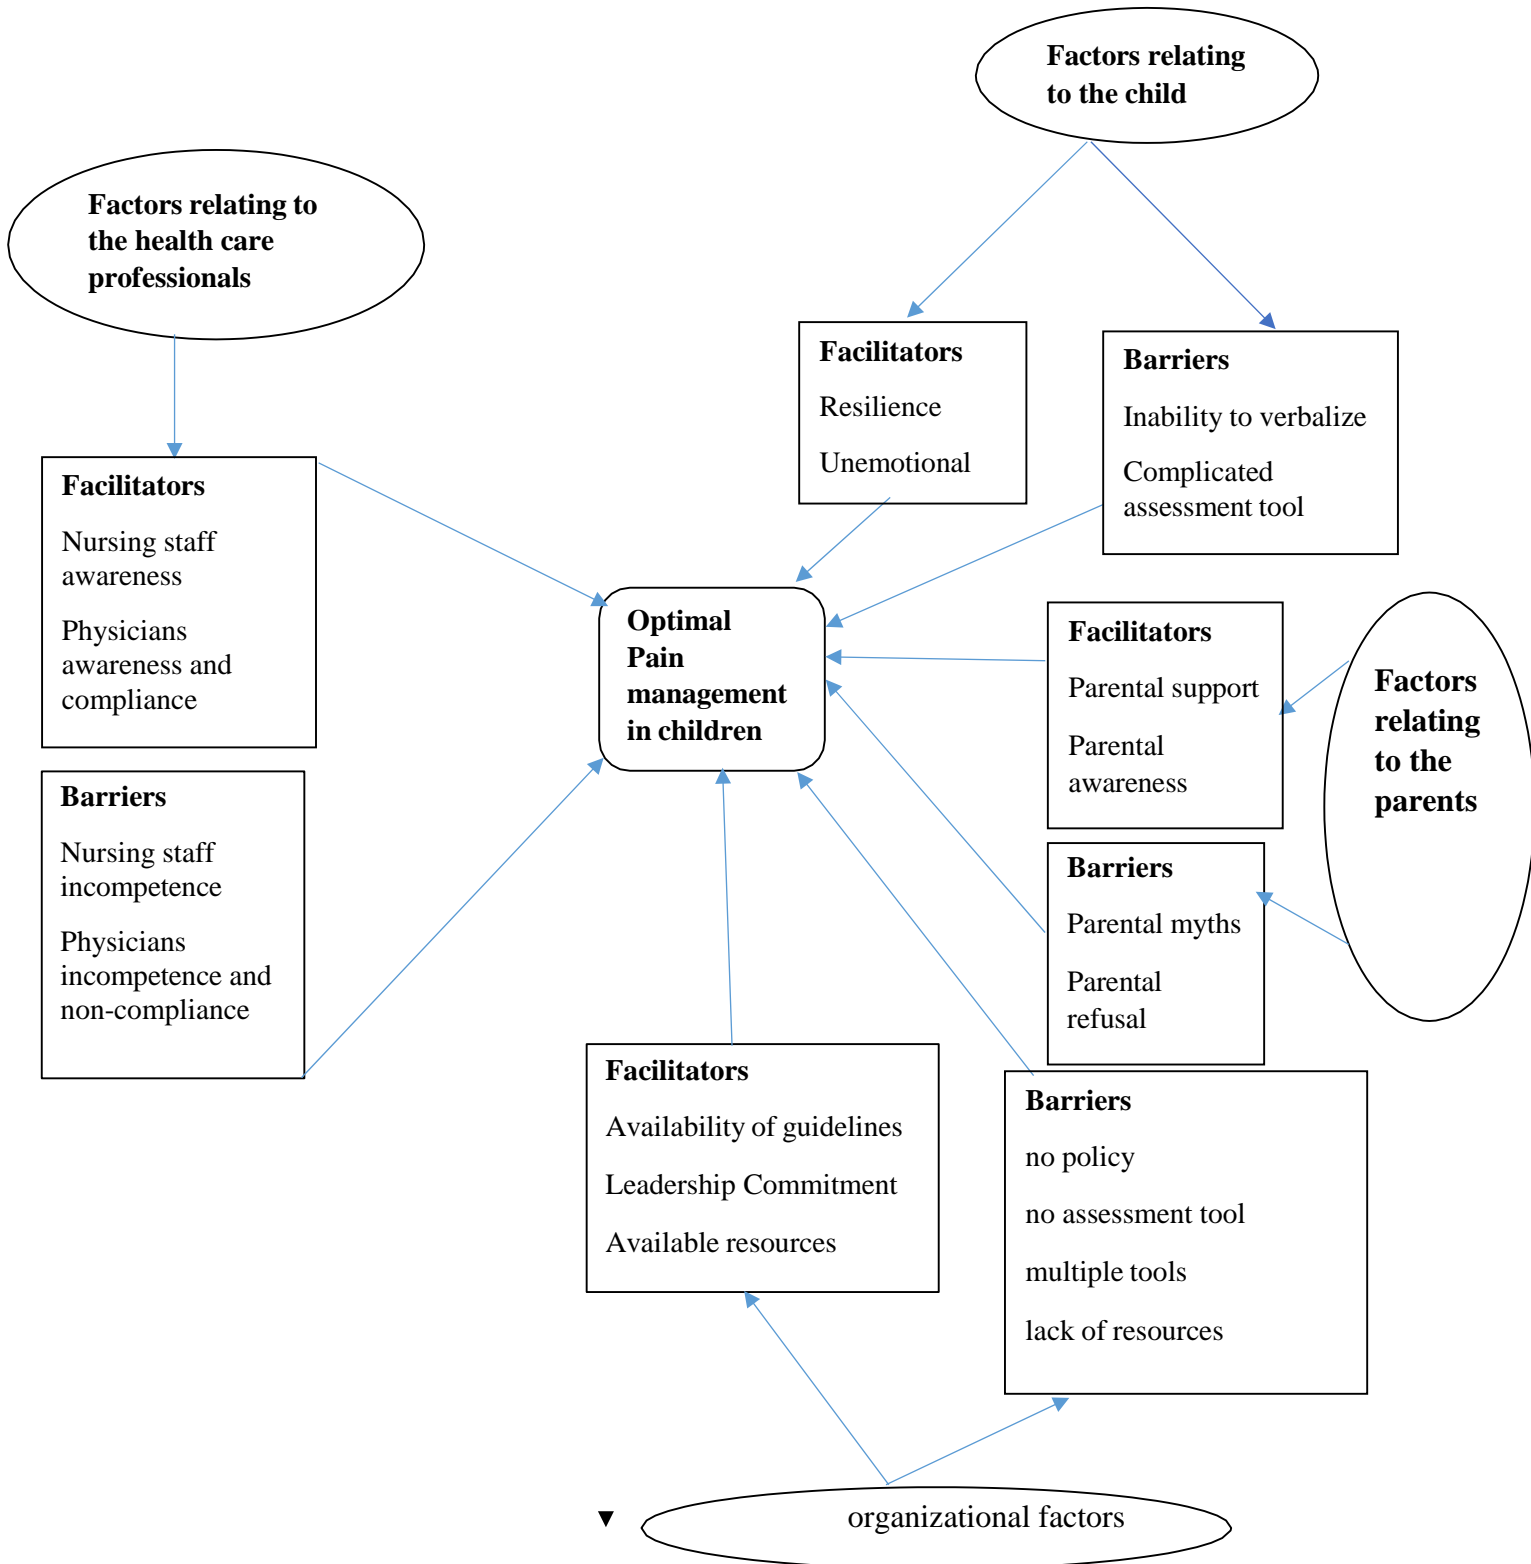 Factors relating
to the child
Factors relating to
the health care
professionals
Facilitators
Resilience
Unemotional
Barriers
Inability to verbalize
Complicated
assessment tool
Facilitators
Nursing staff
awareness
Physicians
awareness and
compliance
Optimal
Pain
management
in children
Facilitators
Parental support
Parental
awareness
Factors
relating
to the
parents
Barriers
Nursing staff
incompetence
Physicians
incompetence and
non-compliance
Barriers
Parental myths
Parental
refusal
Facilitators
Availability of guidelines
Leadership Commitment
Available resources
Barriers
no policy
no assessment tool
multiple tools
lack of resources
organizational factors